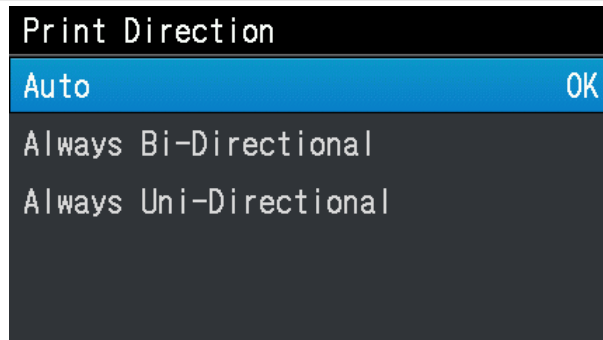 Print Direction
Auto OK
Always Bi-Directional
Always Uni-Directional